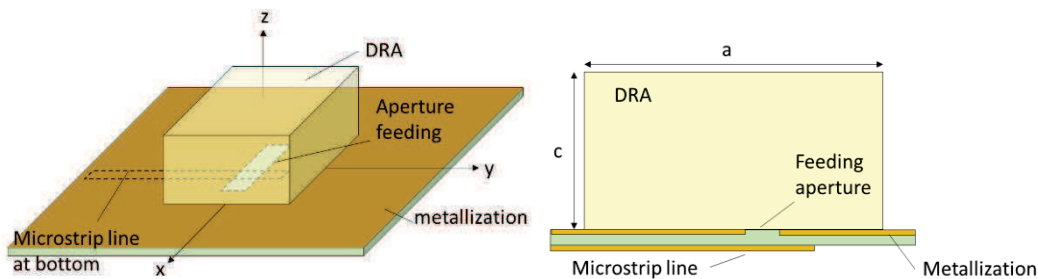 z
DRA
Aperture
feeding
y
metallization
Microstrip line
at bottom
x
a
DRA
c
Feeding
aperture
Microstrip line
Metallization